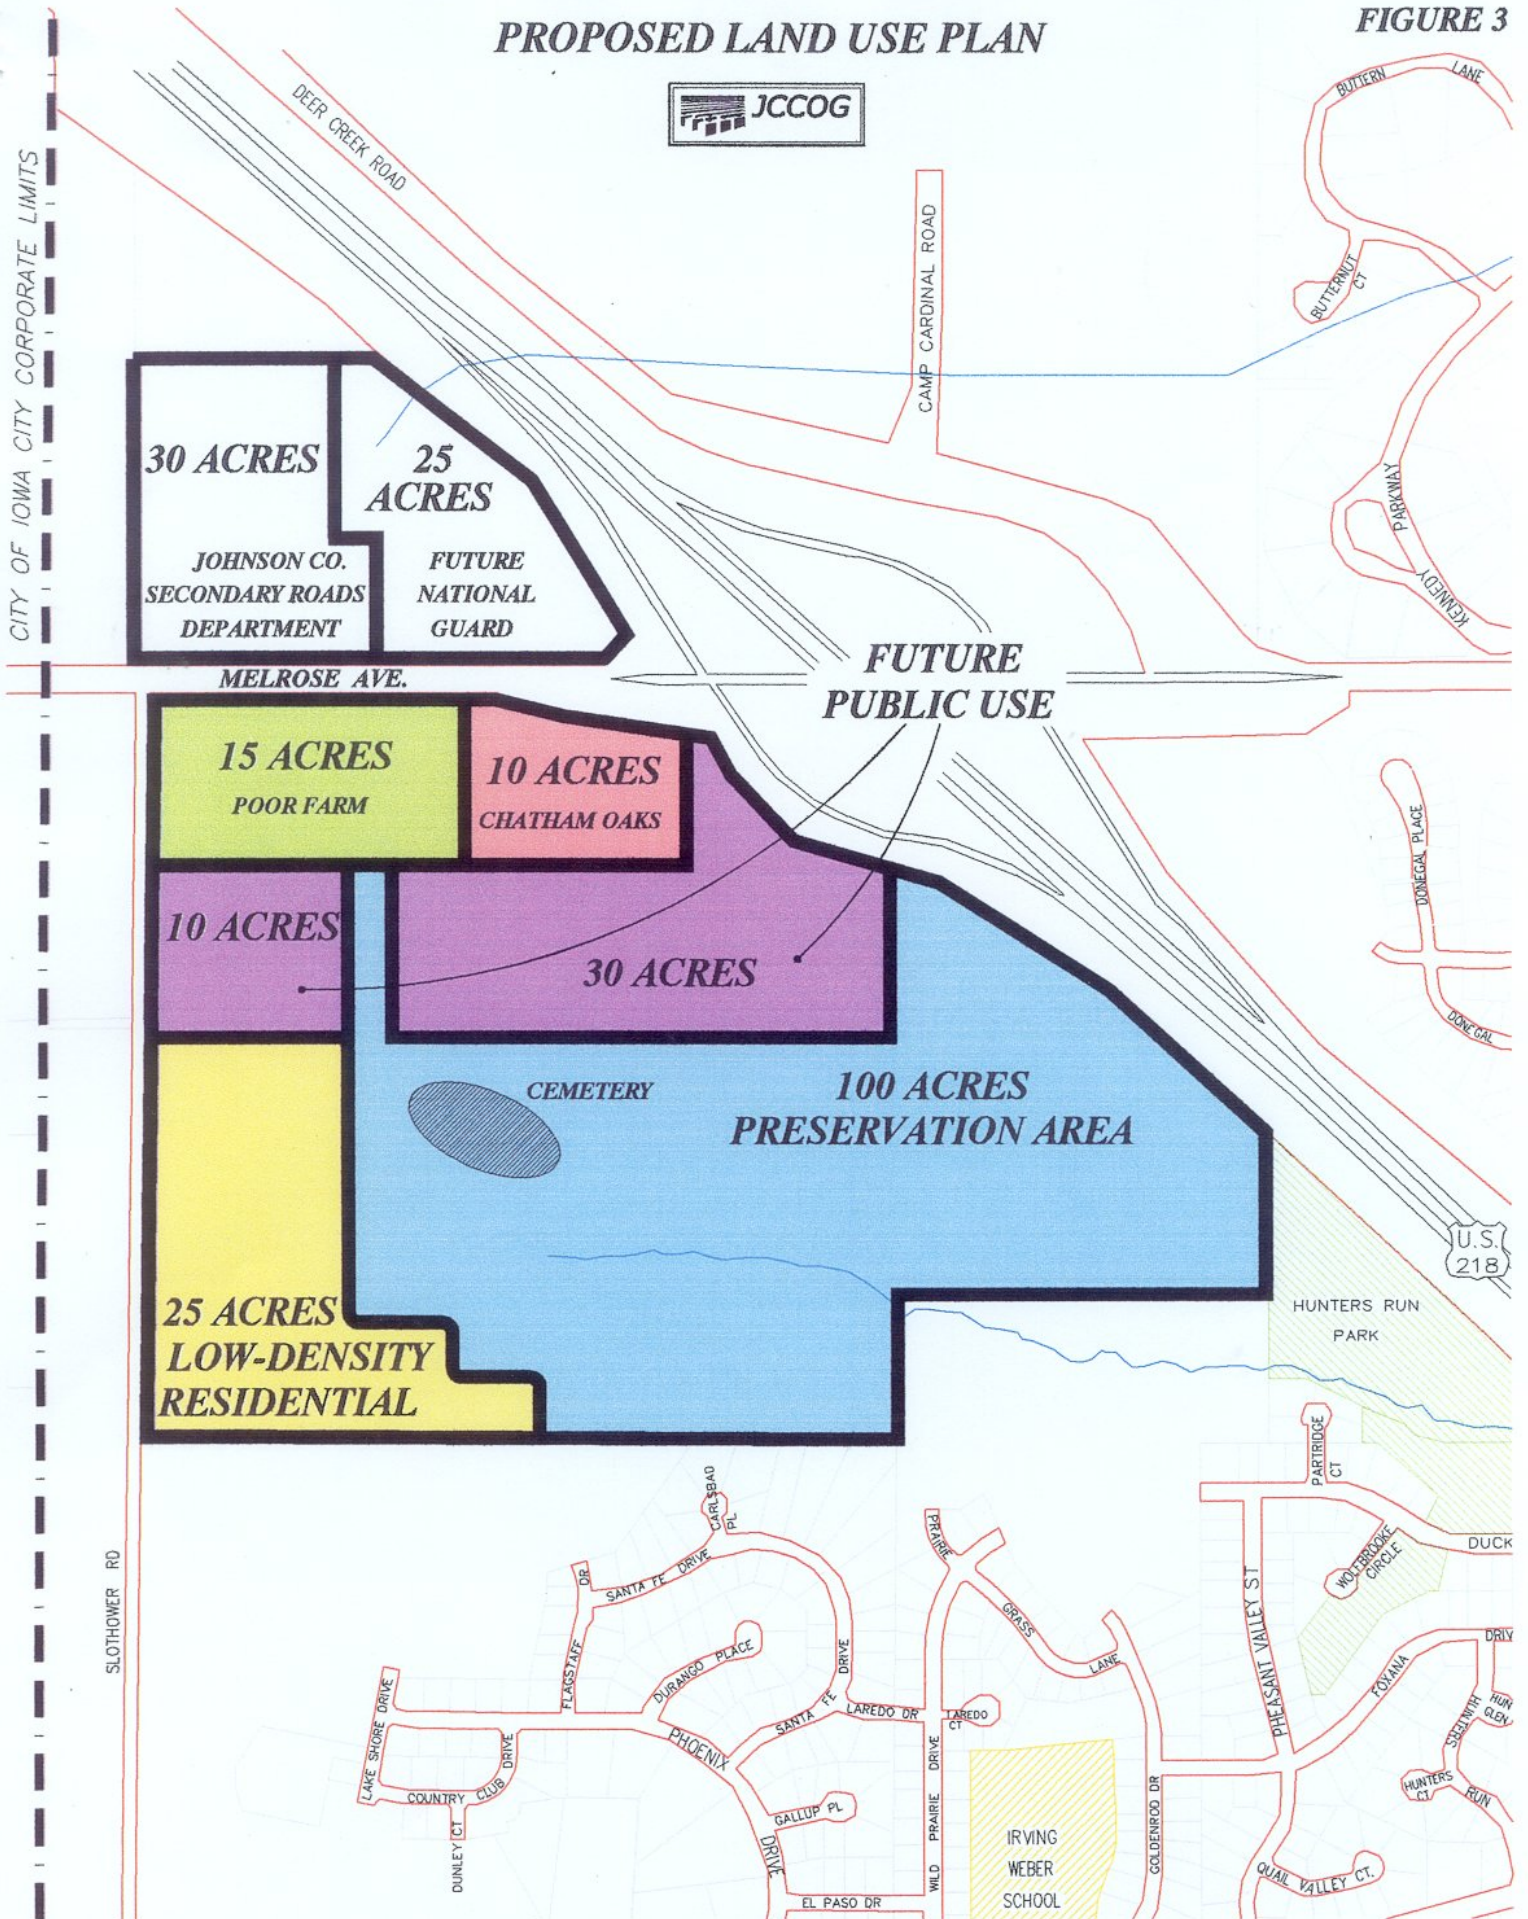 PROPOSED LAND USE PLAN
FIGURE 3
JCCOG
BUTTERN
LANE
DEER CREEK ROAD
CITY OF IOWA CITY CORPORATE LIMITS
CAMP CARDINAL ROAD
BUTTERNUT
CT
30 ACRES
25
ACRES
PARKWAY
KENNEDY
JOHNSON CO.
SECONDARY ROADS
DEPARTMENT
FUTURE
NATIONAL
GUARD
FUTURE
PUBLIC USE
MELROSE AVE.
15 ACRES
POOR FARM
10 ACRES
CHATHAM OAKS
DONEGAL PLACE
10 ACRES
30 ACRES
DONEGAL
CEMETERY
100 ACRES
PRESERVATION AREA
U.S.
218
HUNTERS RUN
PARK
25 ACRES
LOW-DENSITY
RESIDENTIAL
PARTRIDGE
CT
CARLSBAD
PL
PRAIRIE
DUCK
WOLFBROOKE
CIRCLE
SLOTHOWER RD
DR
SANTA FE DRIVE
GRASS
PHEASANT VALLEY ST
DRIV
FLAGSTAFF
DURANGO PLACE
DRIVE
LANE
FOXANA
LAKE SHORE DRIVE
SANTA FE
LAREDO DR
LAREDO
CT
HUNTERS
HUN
GLEN
PHOENIX
DRIVE
COUNTRY CLUB DRIVE
HUNTERS
CT
RUN
GALLUP PL
WILD PRAIRIE DRIVE
GOLDENROD DR
DUNLEY CT
IRVING
WEBER
SCHOOL
QUAIL VALLEY CT.
EL PASO DR